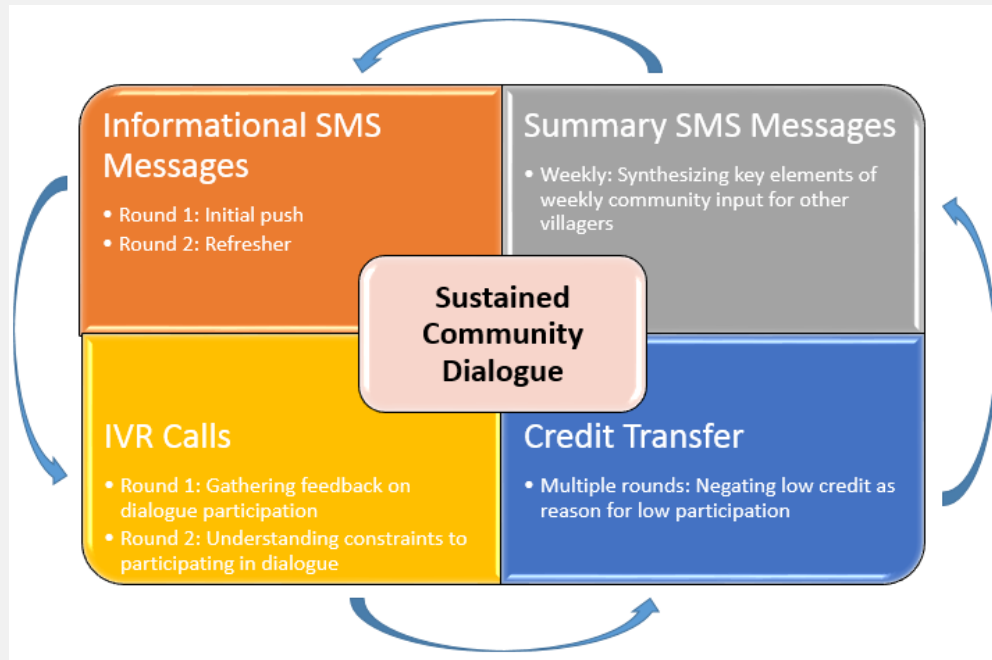 Informational SMS
Messages
• Round 1: Initial push
• Round 2: Refresher
Summary SMS Messages
• Weekly: Synthesizing key elements of
weekly community input for other
villagers
Sustained
Community
Dialogue
IVR Calls
• Round 1: Gathering feedback on
dialogue participation
• Round 2: Understanding constraints to
participating in dialogue
Credit Transfer
• Multiple rounds: Negating low credit as
reason for low participation